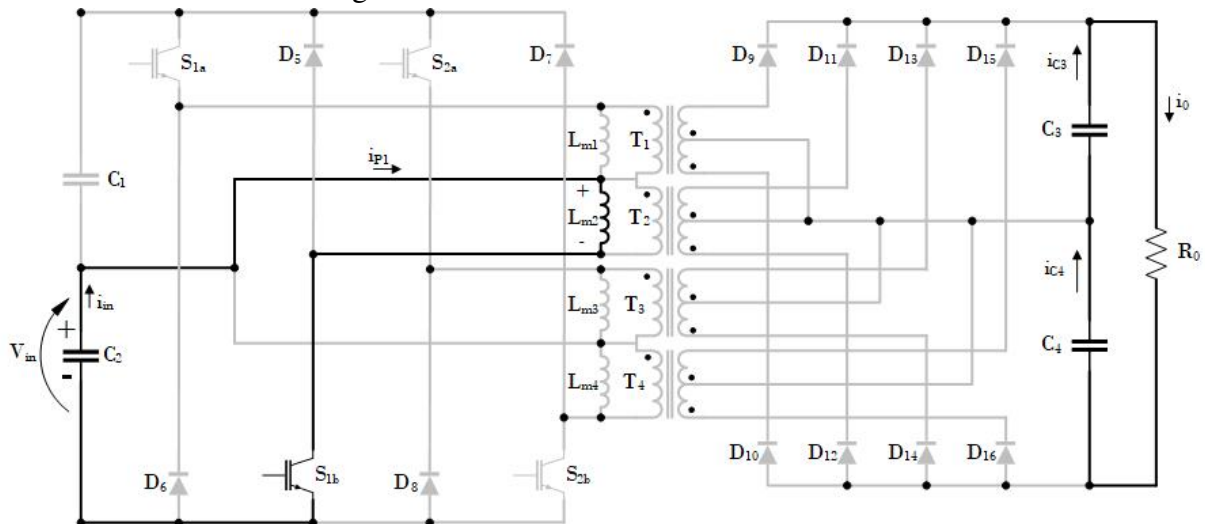 S1a
D5
S2a
D7
D9
D11
D13
D15
iC3
i0
C3
Lm1
T1
iP1
C1
+
Lm2
T2
-
R0
iin
iC4
Lm3
T3
Vin
+
C2
-
C4
Lm4
T4
D6
S1b
D8
S2b
D10
D12
D14
D16